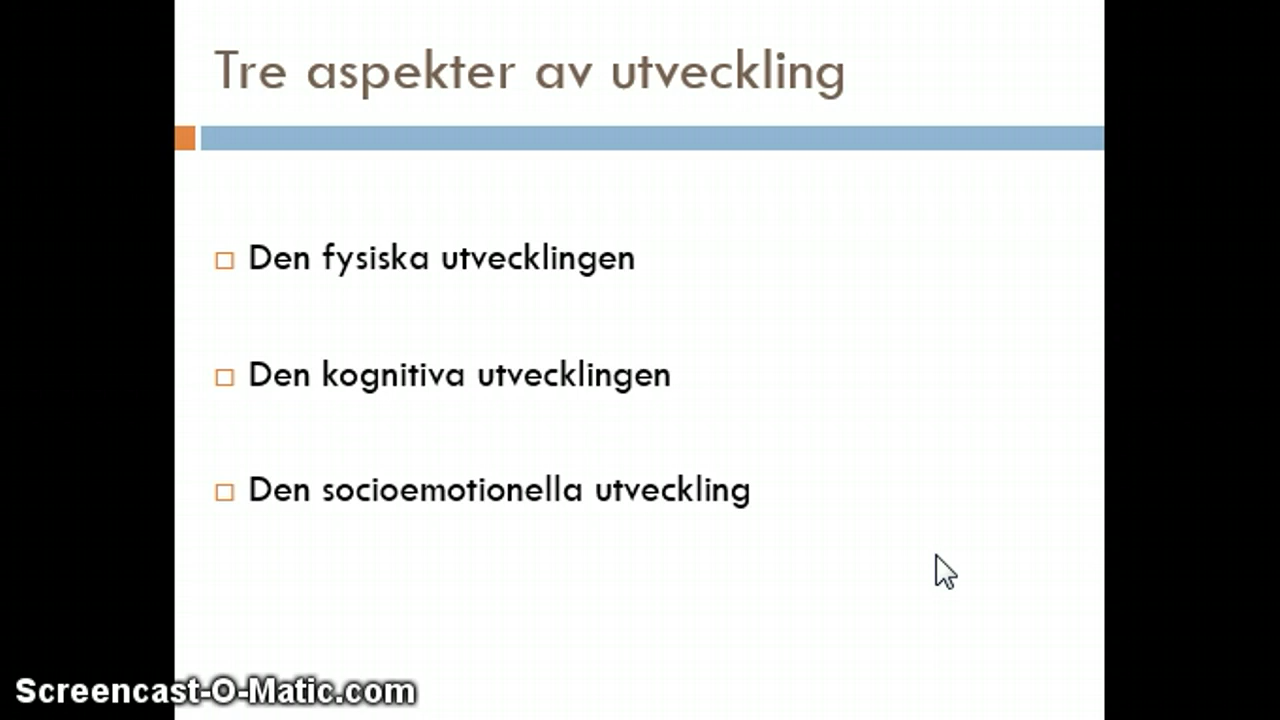 Tre aspekter av utveckling
Den fysiska utvecklingen
Den kognitiva utvecklingen
Den socioemotionella utveckling
Screencast-O-Matic.com